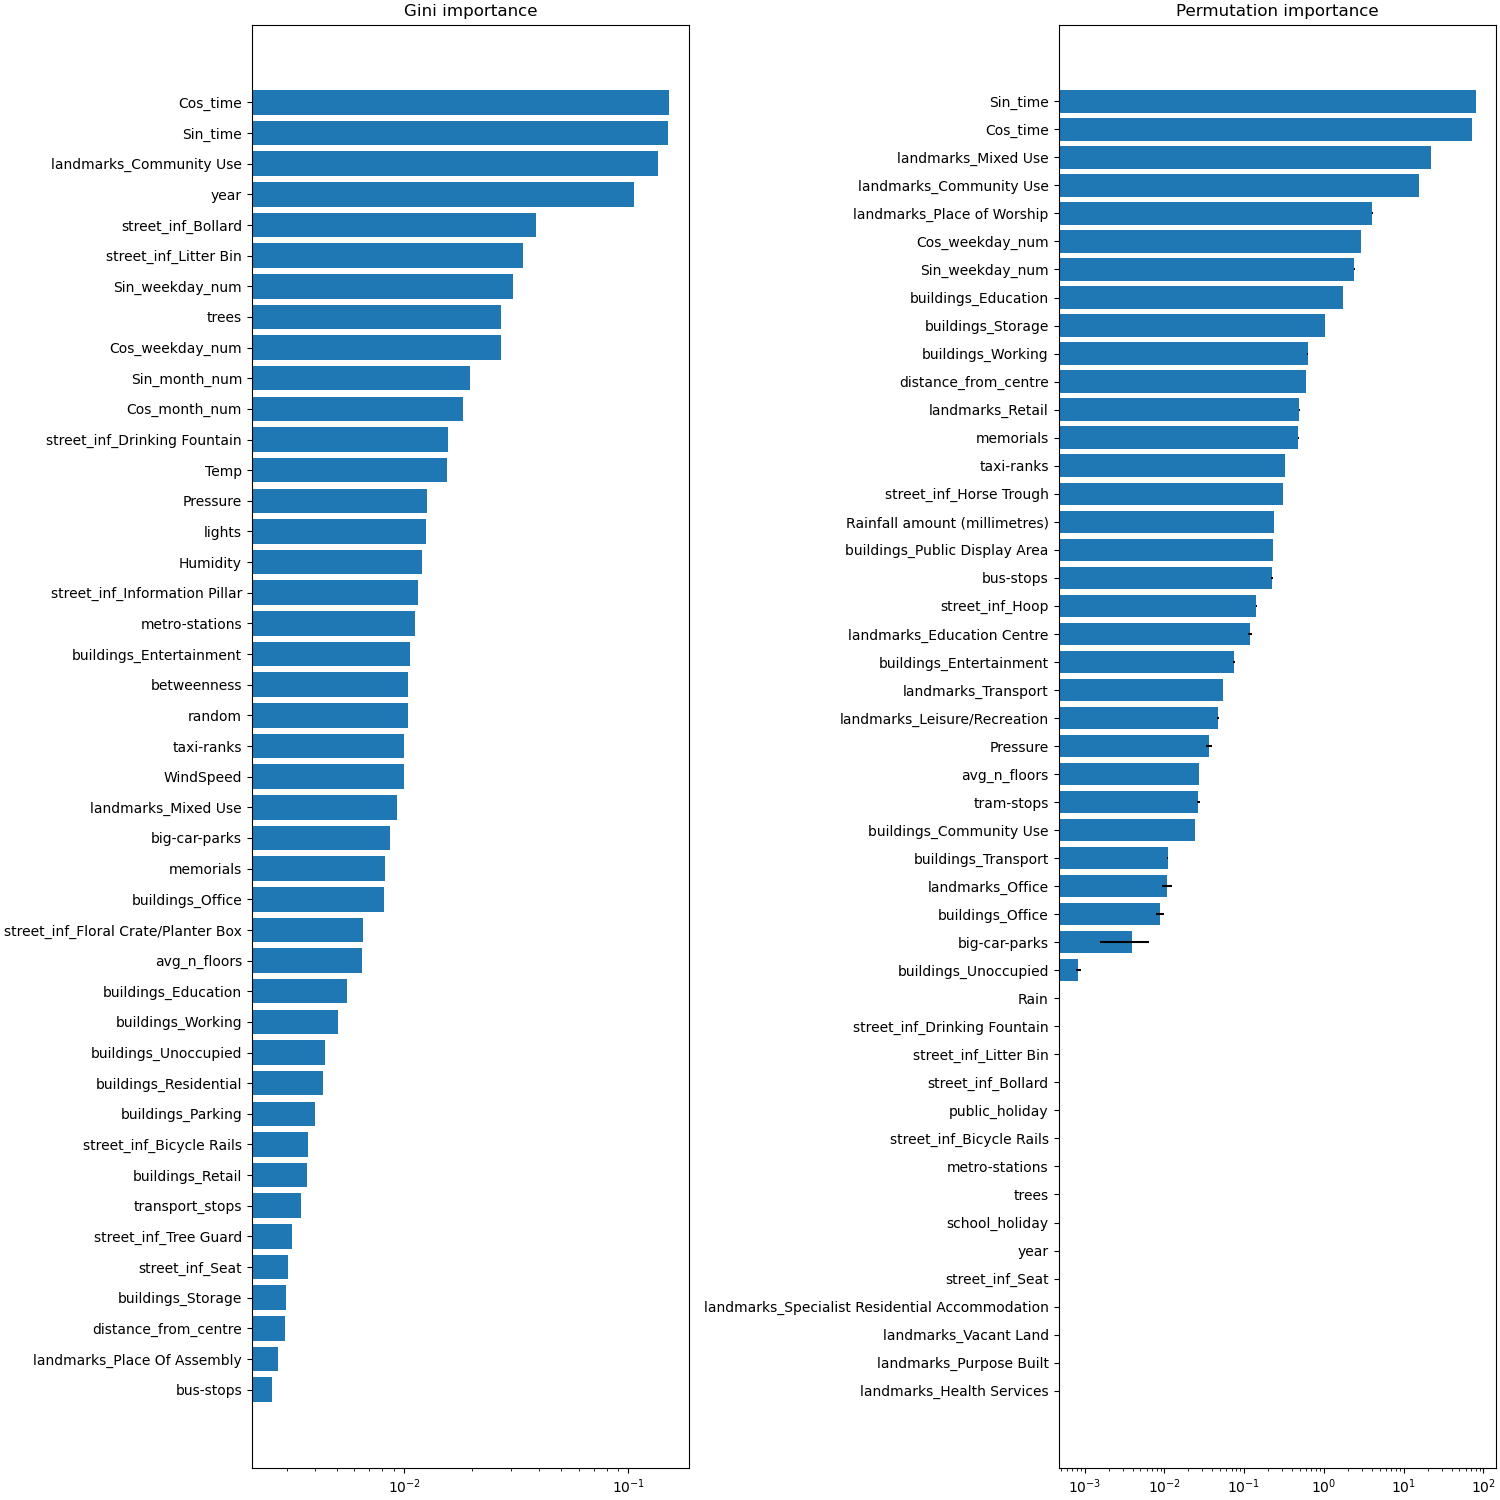 Gini importance
Cos_time
Sin_time
landmarks_Community Use
year
street_inf_Bollard
street_inf_Litter Bin
Sin_weekday_num
trees
Cos_weekday_num
Sin_month_num
Cos_month_num
street_inf_Drinking Fountain
Temp
Pressure
lights
Humidity
street_inf_Information Pillar
metro-stations
buildings_Entertainment
betweenness
random
taxi-ranks
WindSpeed
landmarks_Mixed Use
big-car-parks
memorials
buildings_Office
street_inf_Floral Crate/Planter Box
avg_n_floors
buildings_Education
buildings_Working
buildings_Unoccupied
buildings_Residential
buildings_Parking
street_inf_Bicycle Rails
buildings_Retail
transport_stops
street_inf_Tree Guard
street_inf_Seat
buildings_Storage
distance_from_centre
landmarks_Place Of Assembly
bus-stops
10⁻² 10⁻¹
Permutation importance
Sin_time
Cos_time
landmarks_Mixed Use
landmarks_Community Use
landmarks_Place of Worship
Cos_weekday_num
Sin_weekday_num
buildings_Education
buildings_Storage
buildings_Working
distance_from_centre
landmarks_Retail
memorials
taxi-ranks
street_inf_Horse Trough
Rainfall amount (millimetres)
buildings_Public Display Area
bus-stops
street_inf_Hoop
landmarks_Education Centre
buildings_Entertainment
landmarks_Transport
landmarks_Leisure/Recreation
Pressure
avg_n_floors
tram-stops
buildings_Community Use
buildings_Transport
landmarks_Office
buildings_Office
big-car-parks
buildings_Unoccupied
Rain
street_inf_Drinking Fountain
street_inf_Litter Bin
street_inf_Bollard
public_holiday
street_inf_Bicycle Rails
metro-stations
trees
school_holiday
year
street_inf_Seat
landmarks_Specialist Residential Accommodation
landmarks_Vacant Land
landmarks_Purpose Built
landmarks_Health Services
10⁻³ 10⁻² 10⁻¹ 10⁰ 10¹ 10²